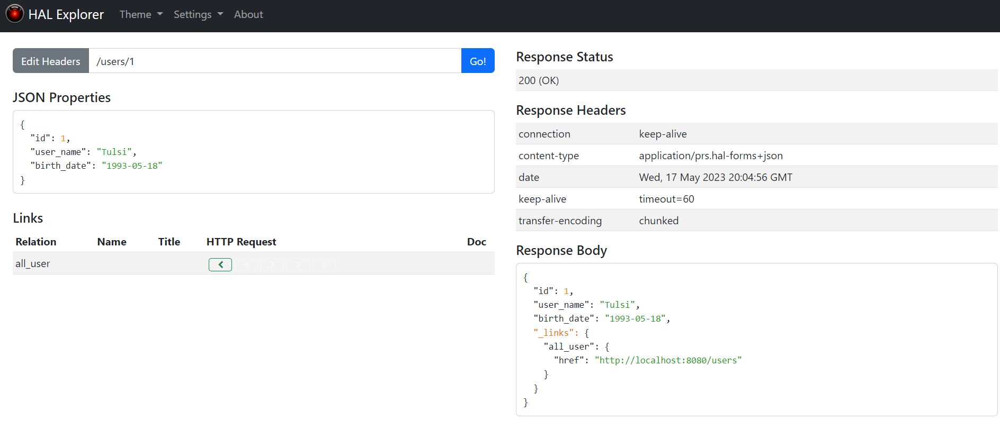 HAL Explorer Theme Settings About
Edit Headers /users/1 Go!
JSON Properties
{
  "id": 1,
  "user_name": "Tulsi",
  "birth_date": "1993-05-18"
}
Links
Relation Name Title HTTP Request Doc
all_user
Response Status
200 (OK)
Response Headers
connection keep-alive
content-type application/prs.hal-forms+json
date Wed, 17 May 2023 20:04:56 GMT
keep-alive timeout=60
transfer-encoding chunked
Response Body
{
  "id": 1,
  "user_name": "Tulsi",
  "birth_date": "1993-05-18",
  "_links": {
    "all_user": {
      "href": "http://localhost:8080/users"
    }
  }
}